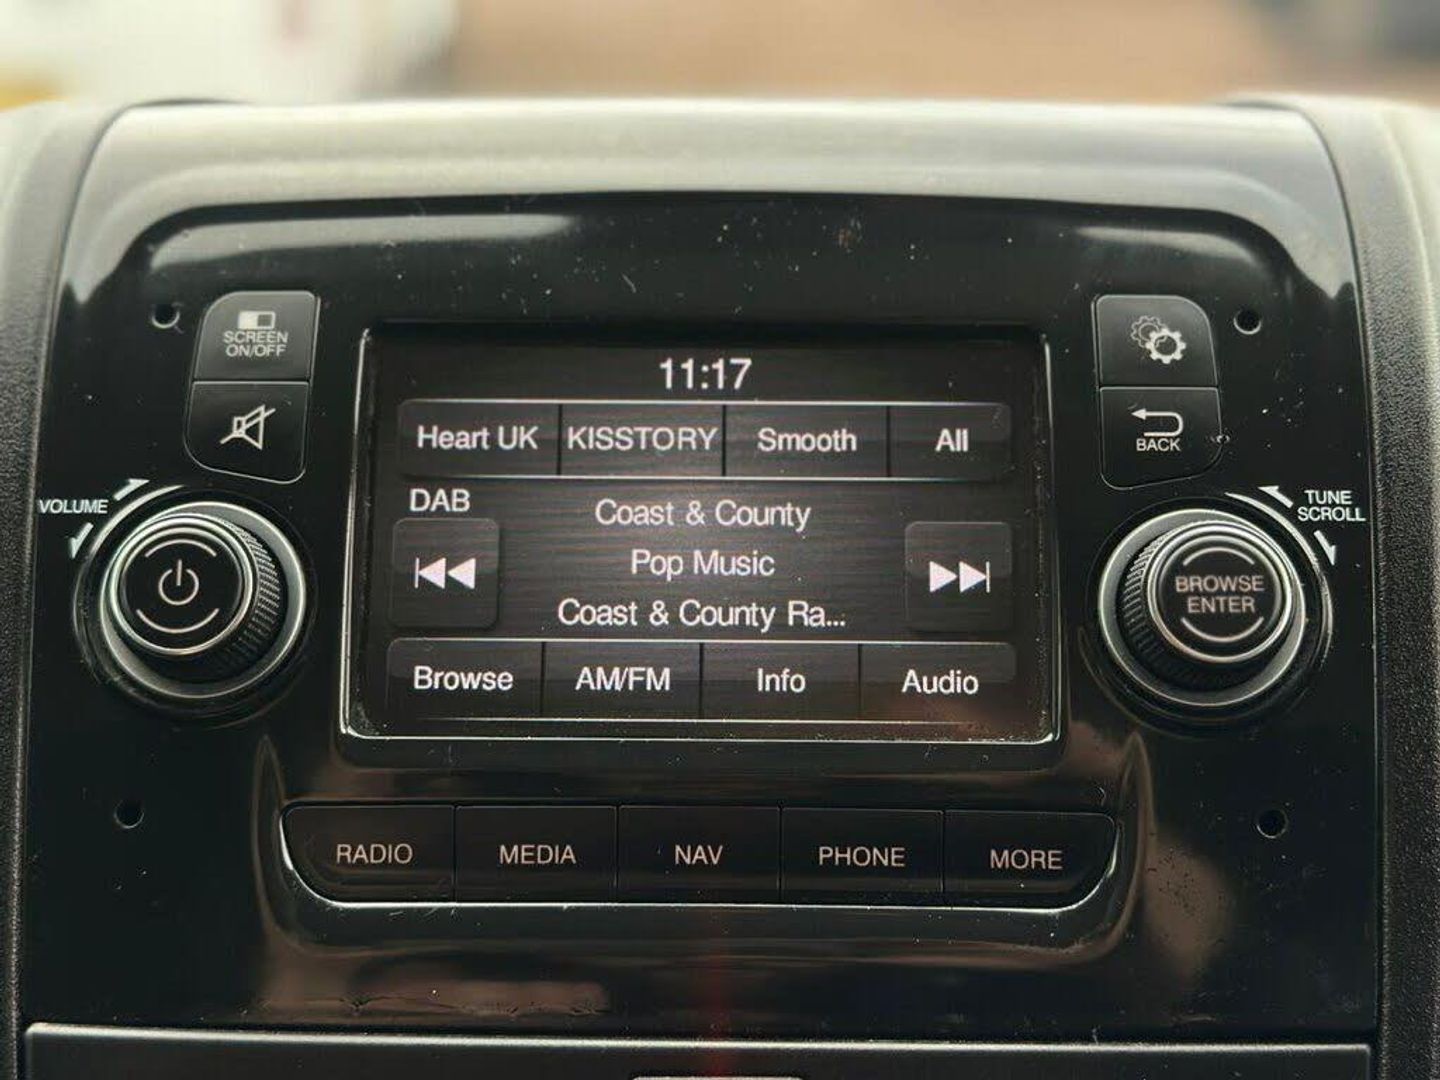 11:17
SCREEN
ON/OFF
Heart UK
KISSTORY
Smooth
All
BACK
VOLUME
DAB
Coast & County
Pop Music
Coast & County Ra...
TUNE
SCROLL
BROWSE
ENTER
Browse
AM/FM
Info
Audio
RADIO
MEDIA
NAV
PHONE
MORE